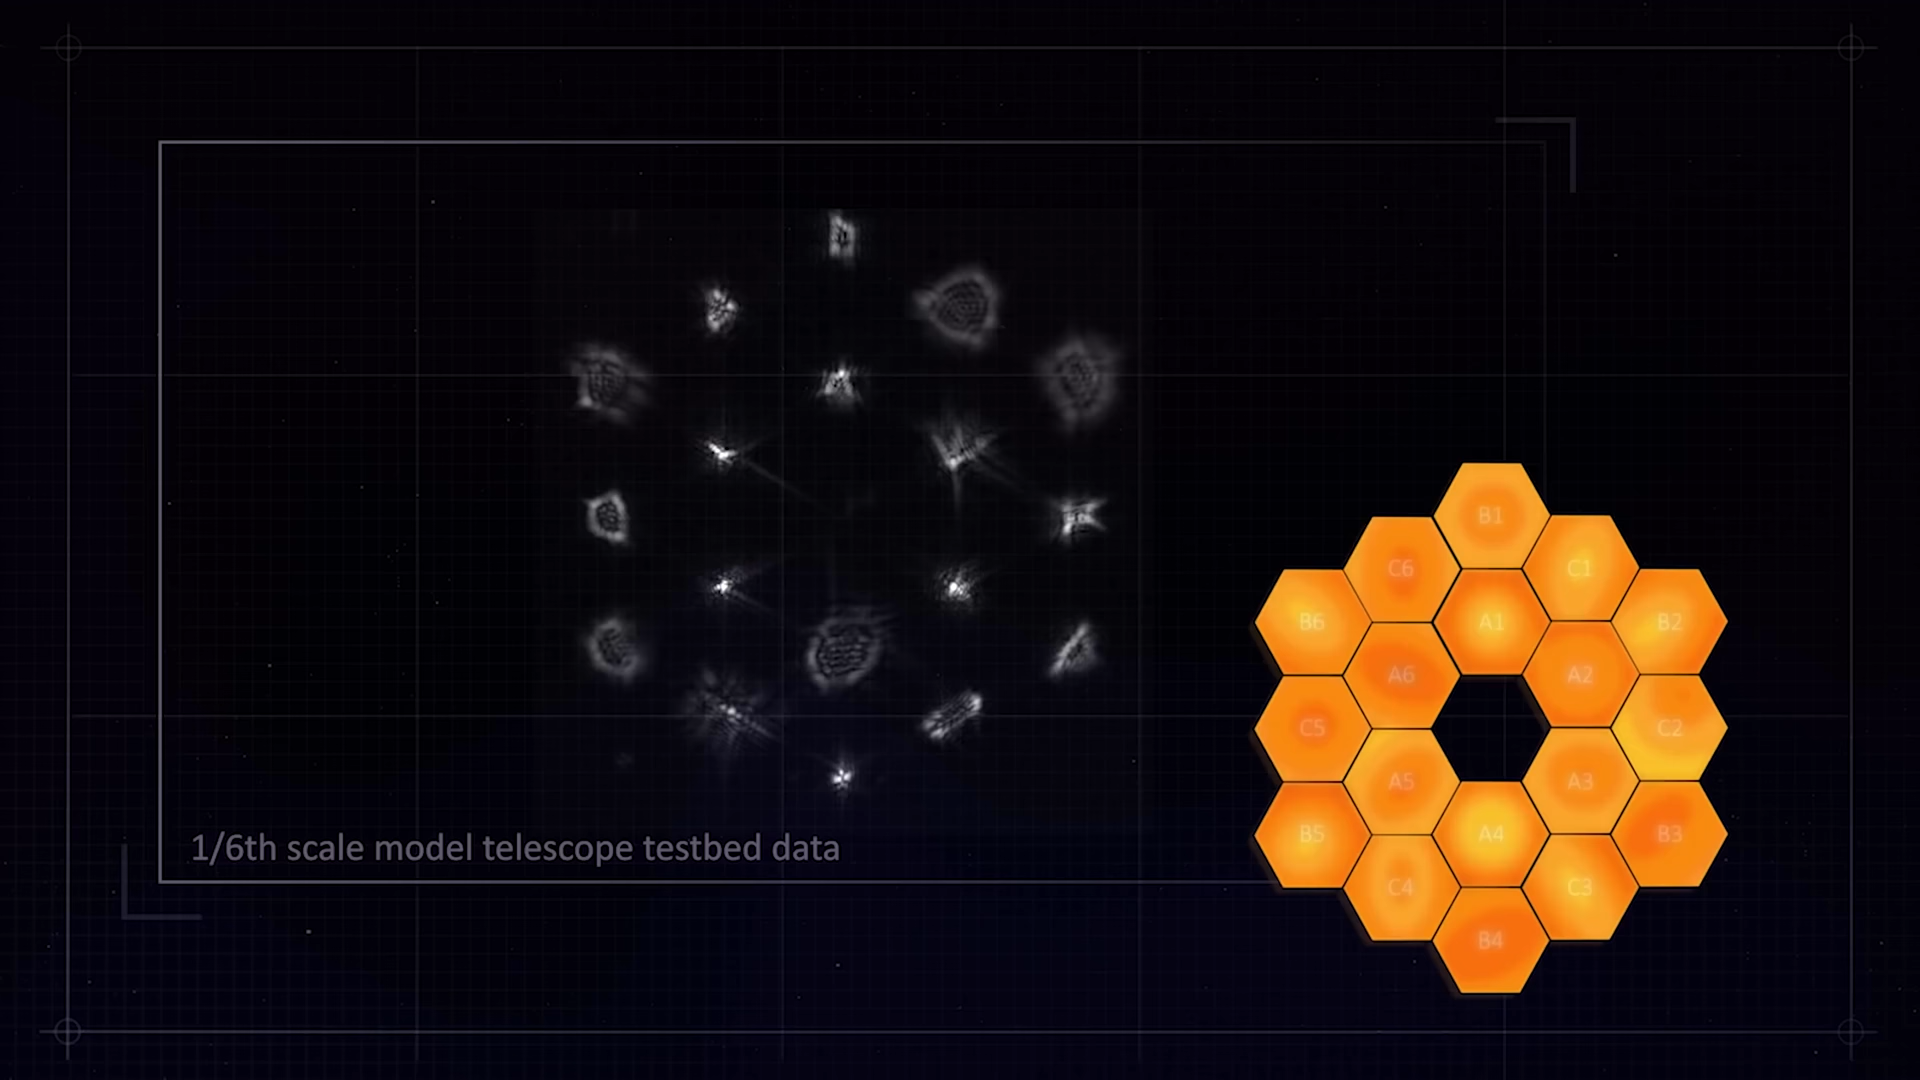 B1
C6 C1
B6 A1 B2
A6 A2
C5 C2
A5 A3
B5 A4 B3
1/6th scale model telescope testbed data
C4 C3
B4